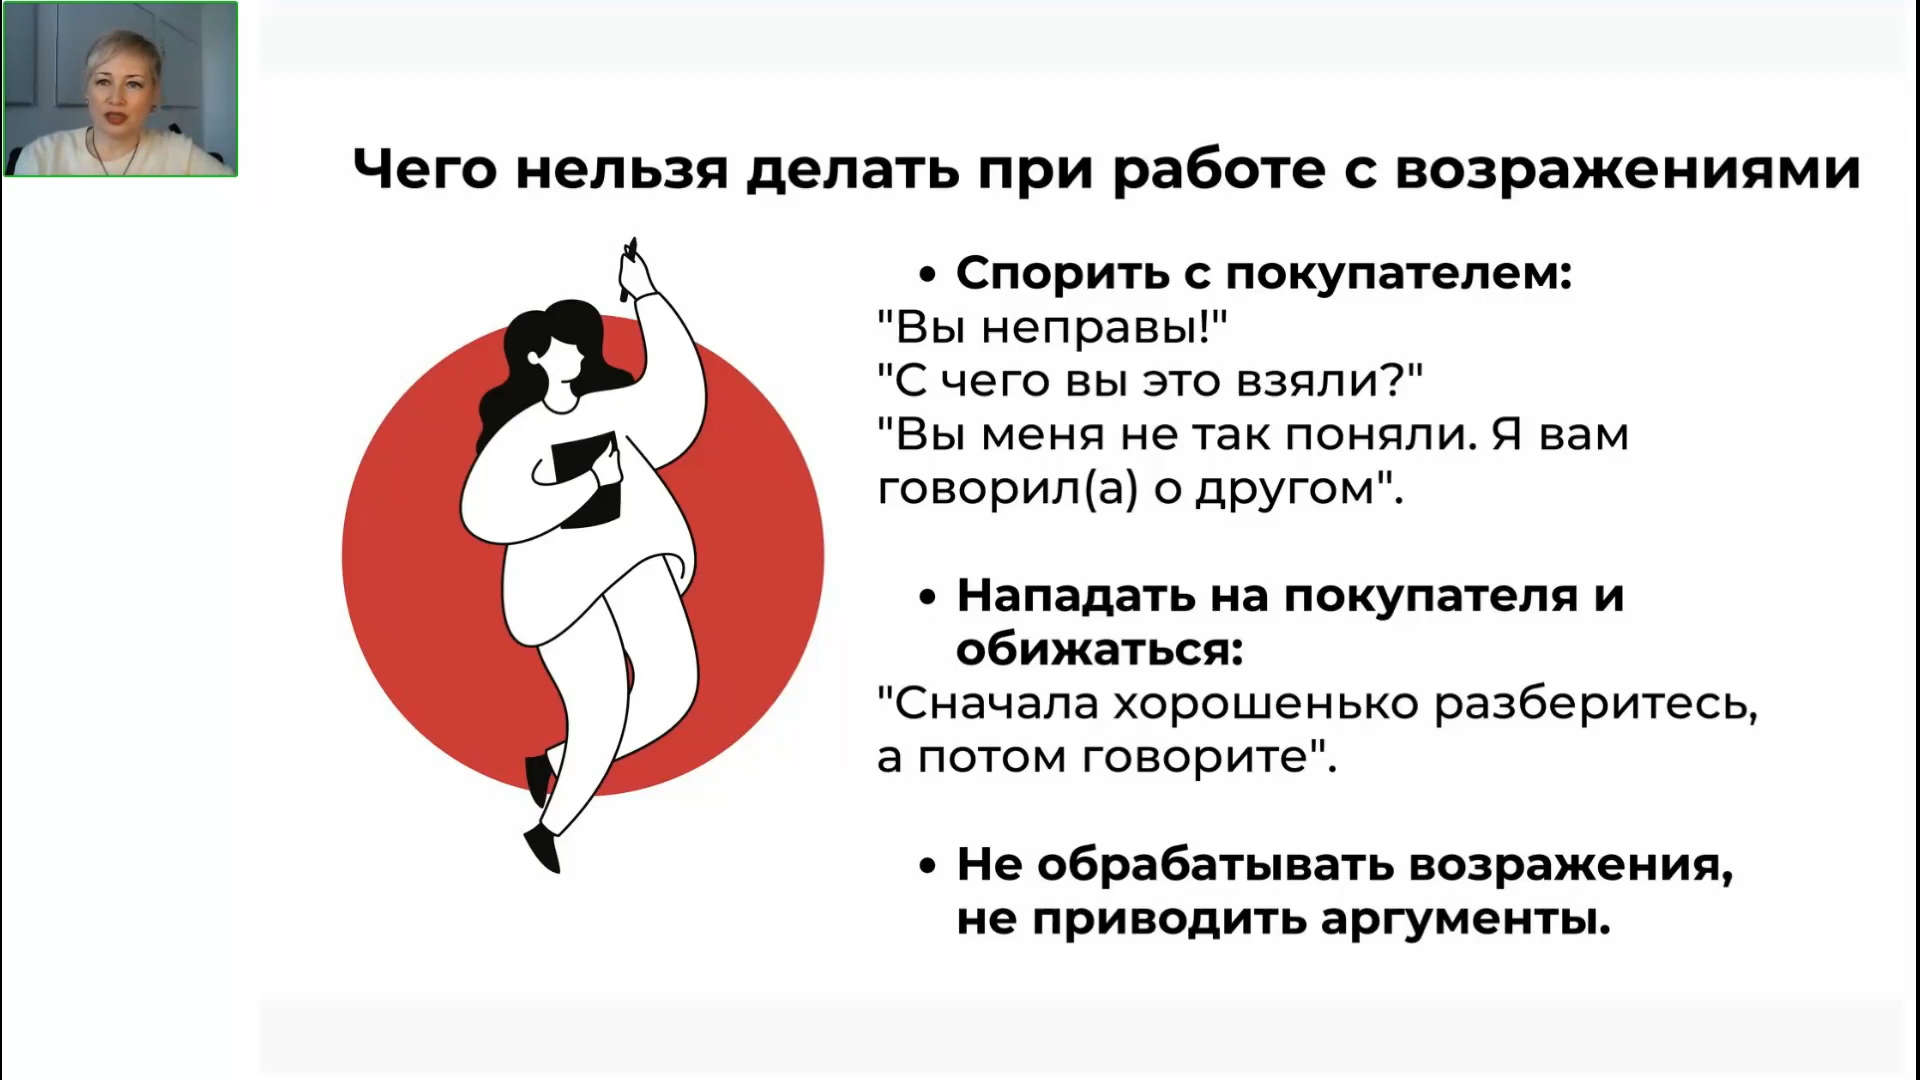 Чего нельзя делать при работе с возражениями
• Спорить с покупателем:
"Вы неправы!"
"С чего вы это взяли?"
"Вы меня не так поняли. Я вам
говорил(а) о другом".
• Нападать на покупателя и
обижаться:
"Сначала хорошенько разберитесь,
а потом говорите".
• Не обрабатывать возражения,
не приводить аргументы.